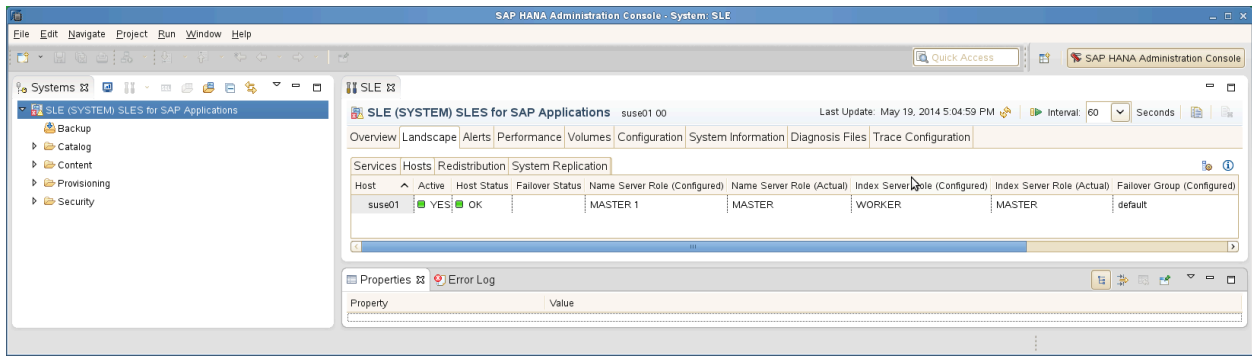 SAP HANA Administration Console - System: SLE
File Edit Navigate Project Run Window Help
Quick Access
SAP HANA Administration Console
Systems
SLE (SYSTEM) SLES for SAP Applications
Backup
Catalog
Content
Provisioning
Security
SLE
SLE (SYSTEM) SLES for SAP Applications suse01 00
Last Update: May 19, 2014 5:04:59 PM
Interval: 60 Seconds
Overview Landscape Alerts Performance Volumes Configuration System Information Diagnosis Files Trace Configuration
Services Hosts Redistribution System Replication
Host Active Host Status Failover Status Name Server Role (Configured) Name Server Role (Actual) Index Server Role (Configured) Index Server Role (Actual) Failover Group (Configured)
suse01 YES OK MASTER 1 MASTER WORKER MASTER default
Properties Error Log
Property Value